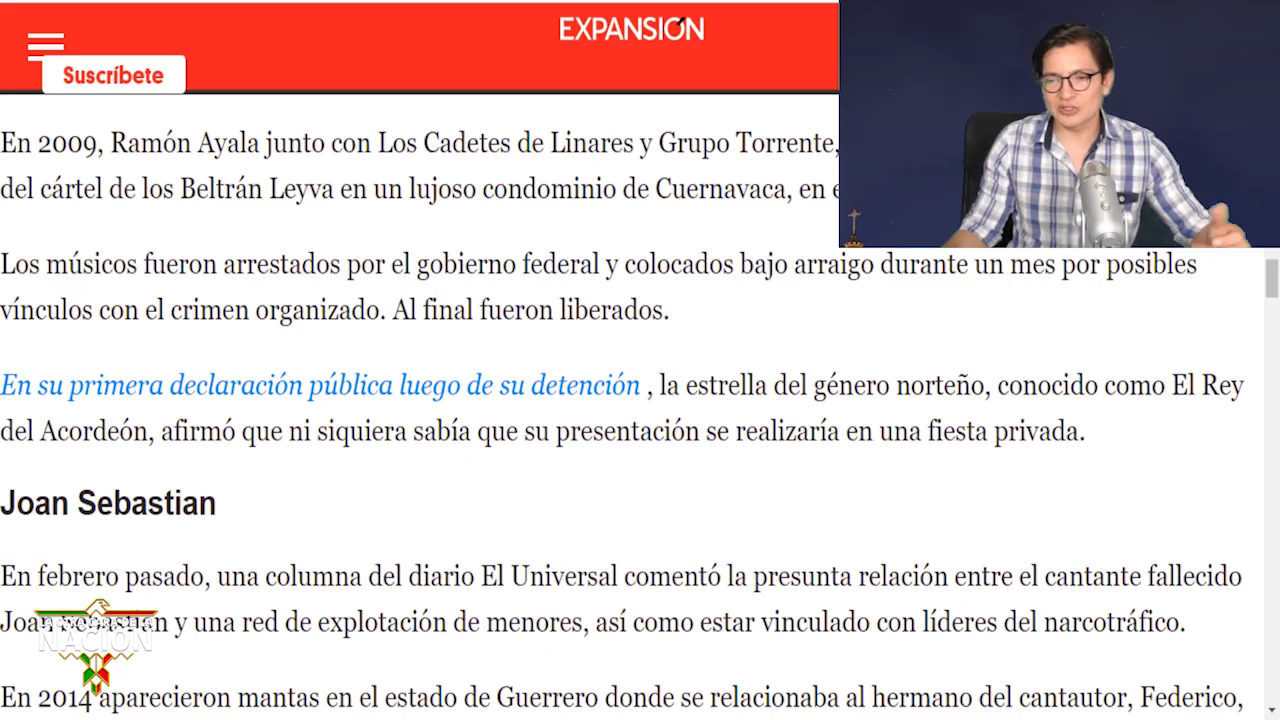 EXPANSIÓN
Suscríbete
En 2009, Ramón Ayala junto con Los Cadetes de Linares y Grupo Torrente,
del cártel de los Beltrán Leyva en un lujoso condominio de Cuernavaca, en
Los músicos fueron arrestados por el gobierno federal y colocados bajo arraigo durante un mes por posibles
vínculos con el crimen organizado. Al final fueron liberados.
En su primera declaración pública luego de su detención , la estrella del género norteño, conocido como El Rey
del Acordeón, afirmó que ni siquiera sabía que su presentación se realizaría en una fiesta privada.
Joan Sebastian
En febrero pasado, una columna del diario El Universal comentó la presunta relación entre el cantante fallecido
Joan Sebastian y una red de explotación de menores, así como estar vinculado con líderes del narcotráfico.
NACIÓN
En 2014 aparecieron mantas en el estado de Guerrero donde se relacionaba al hermano del cantautor, Federico,